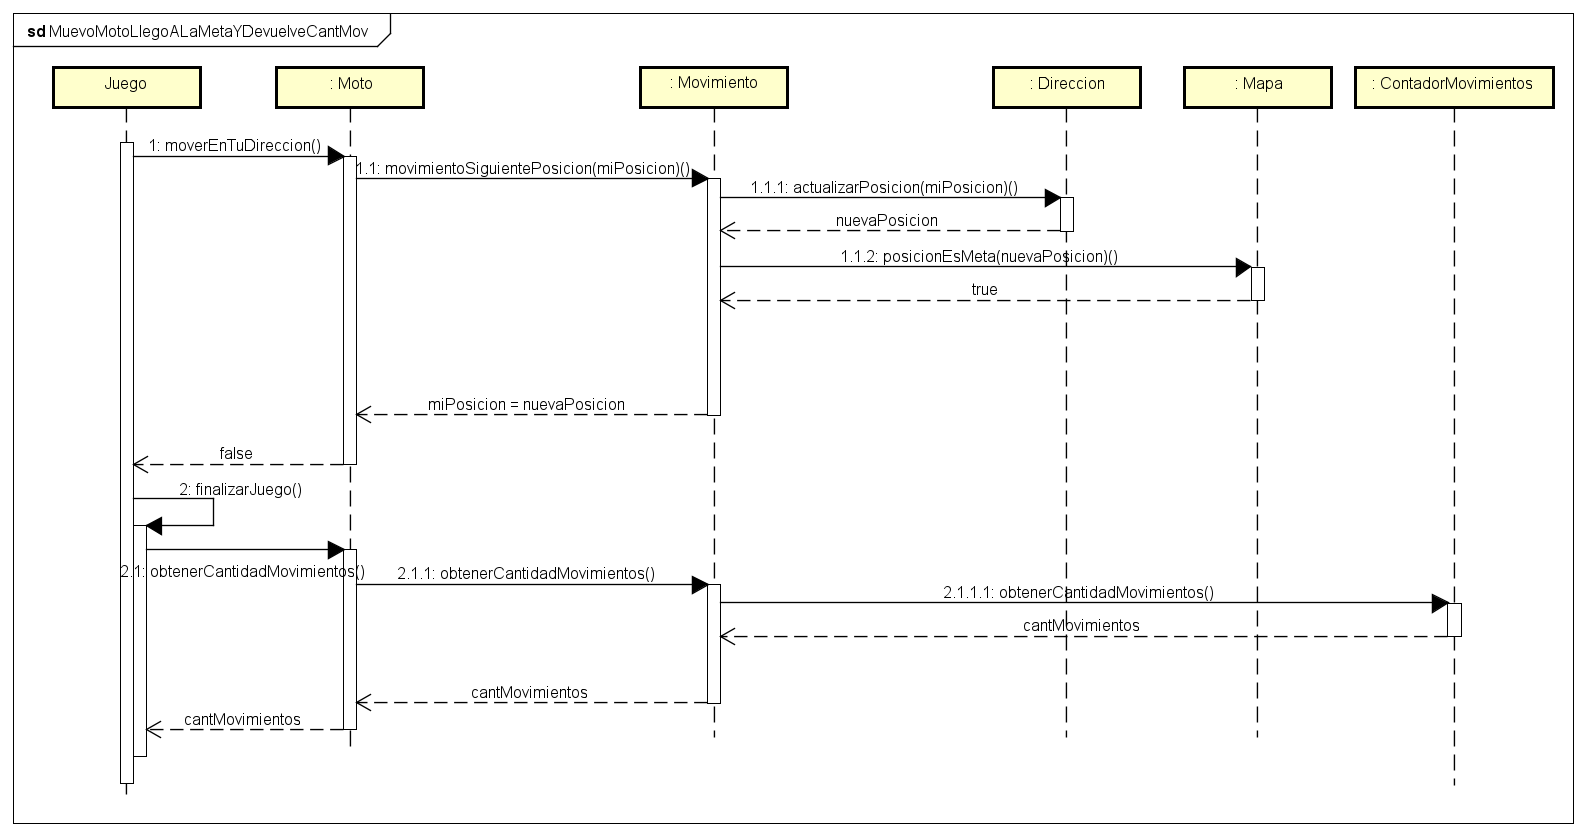 sd MuevoMotoLlegoALaMetaYDevuelveCantMov
Juego
: Moto
: Movimiento
: Direccion
: Mapa
: ContadorMovimientos
1: moverEnTuDireccion()
1.1: movimientoSiguientePosicion(miPosicion)()
1.1.1: actualizarPosicion(miPosicion)()
nuevaPosicion
1.1.2: posicionEsMeta(nuevaPosicion)()
true
miPosicion = nuevaPosicion
false
2: finalizarJuego()
2.1: obtenerCantidadMovimientos()
2.1.1: obtenerCantidadMovimientos()
2.1.1.1: obtenerCantidadMovimientos()
cantMovimientos
cantMovimientos
cantMovimientos